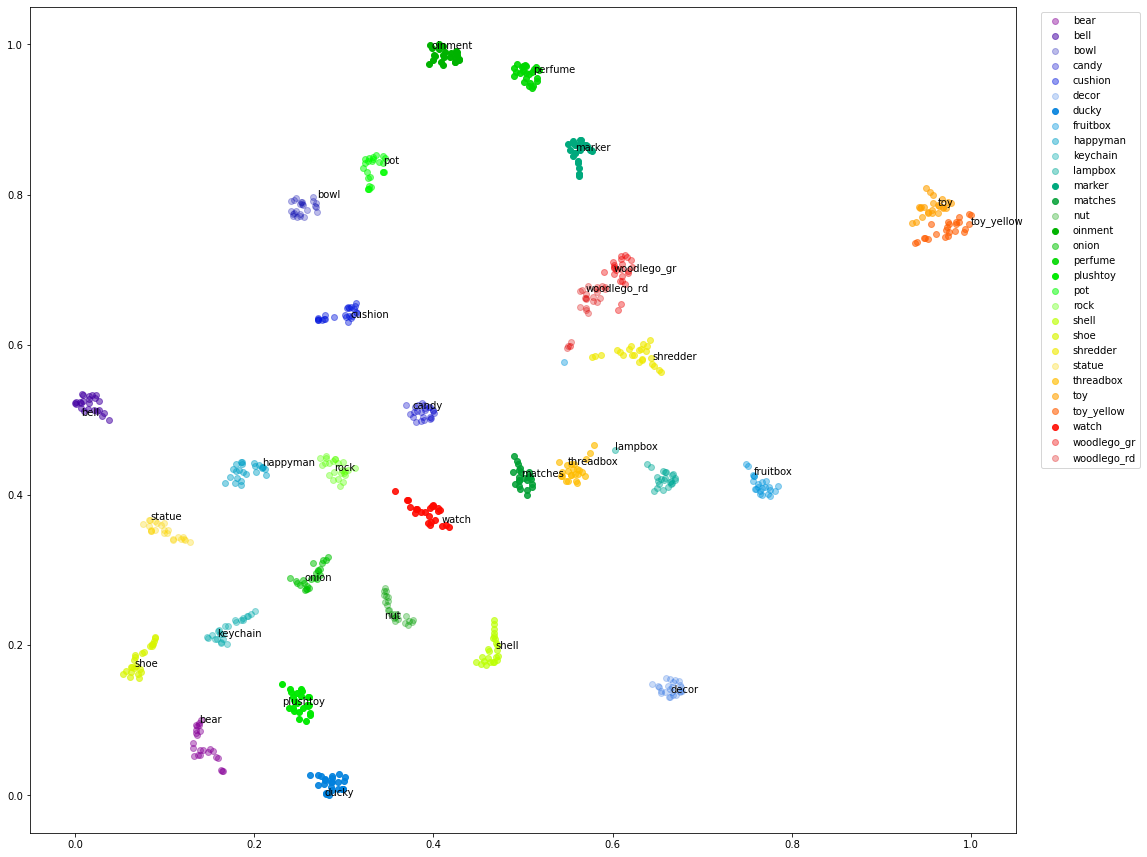 1.0
0.8
0.6
0.4
0.2
0.0
0.0
0.2
0.4
0.6
0.8
1.0
oinment
perfume
marker
pot
bowl
toy
toy_yellow
woodlego_gr
woodlego_rd
cushion
shredder
bell
candy
lampbox
happyman
rock
matches
threadbox
fruitbox
statue
watch
onion
nut
keychain
shoe
shell
plushtoy
decor
bear
ducky
bear
bell
bowl
candy
cushion
decor
ducky
fruitbox
happyman
keychain
lampbox
marker
matches
nut
oinment
onion
perfume
plushtoy
pot
rock
shell
shoe
shredder
statue
threadbox
toy
toy_yellow
watch
woodlego_gr
woodlego_rd